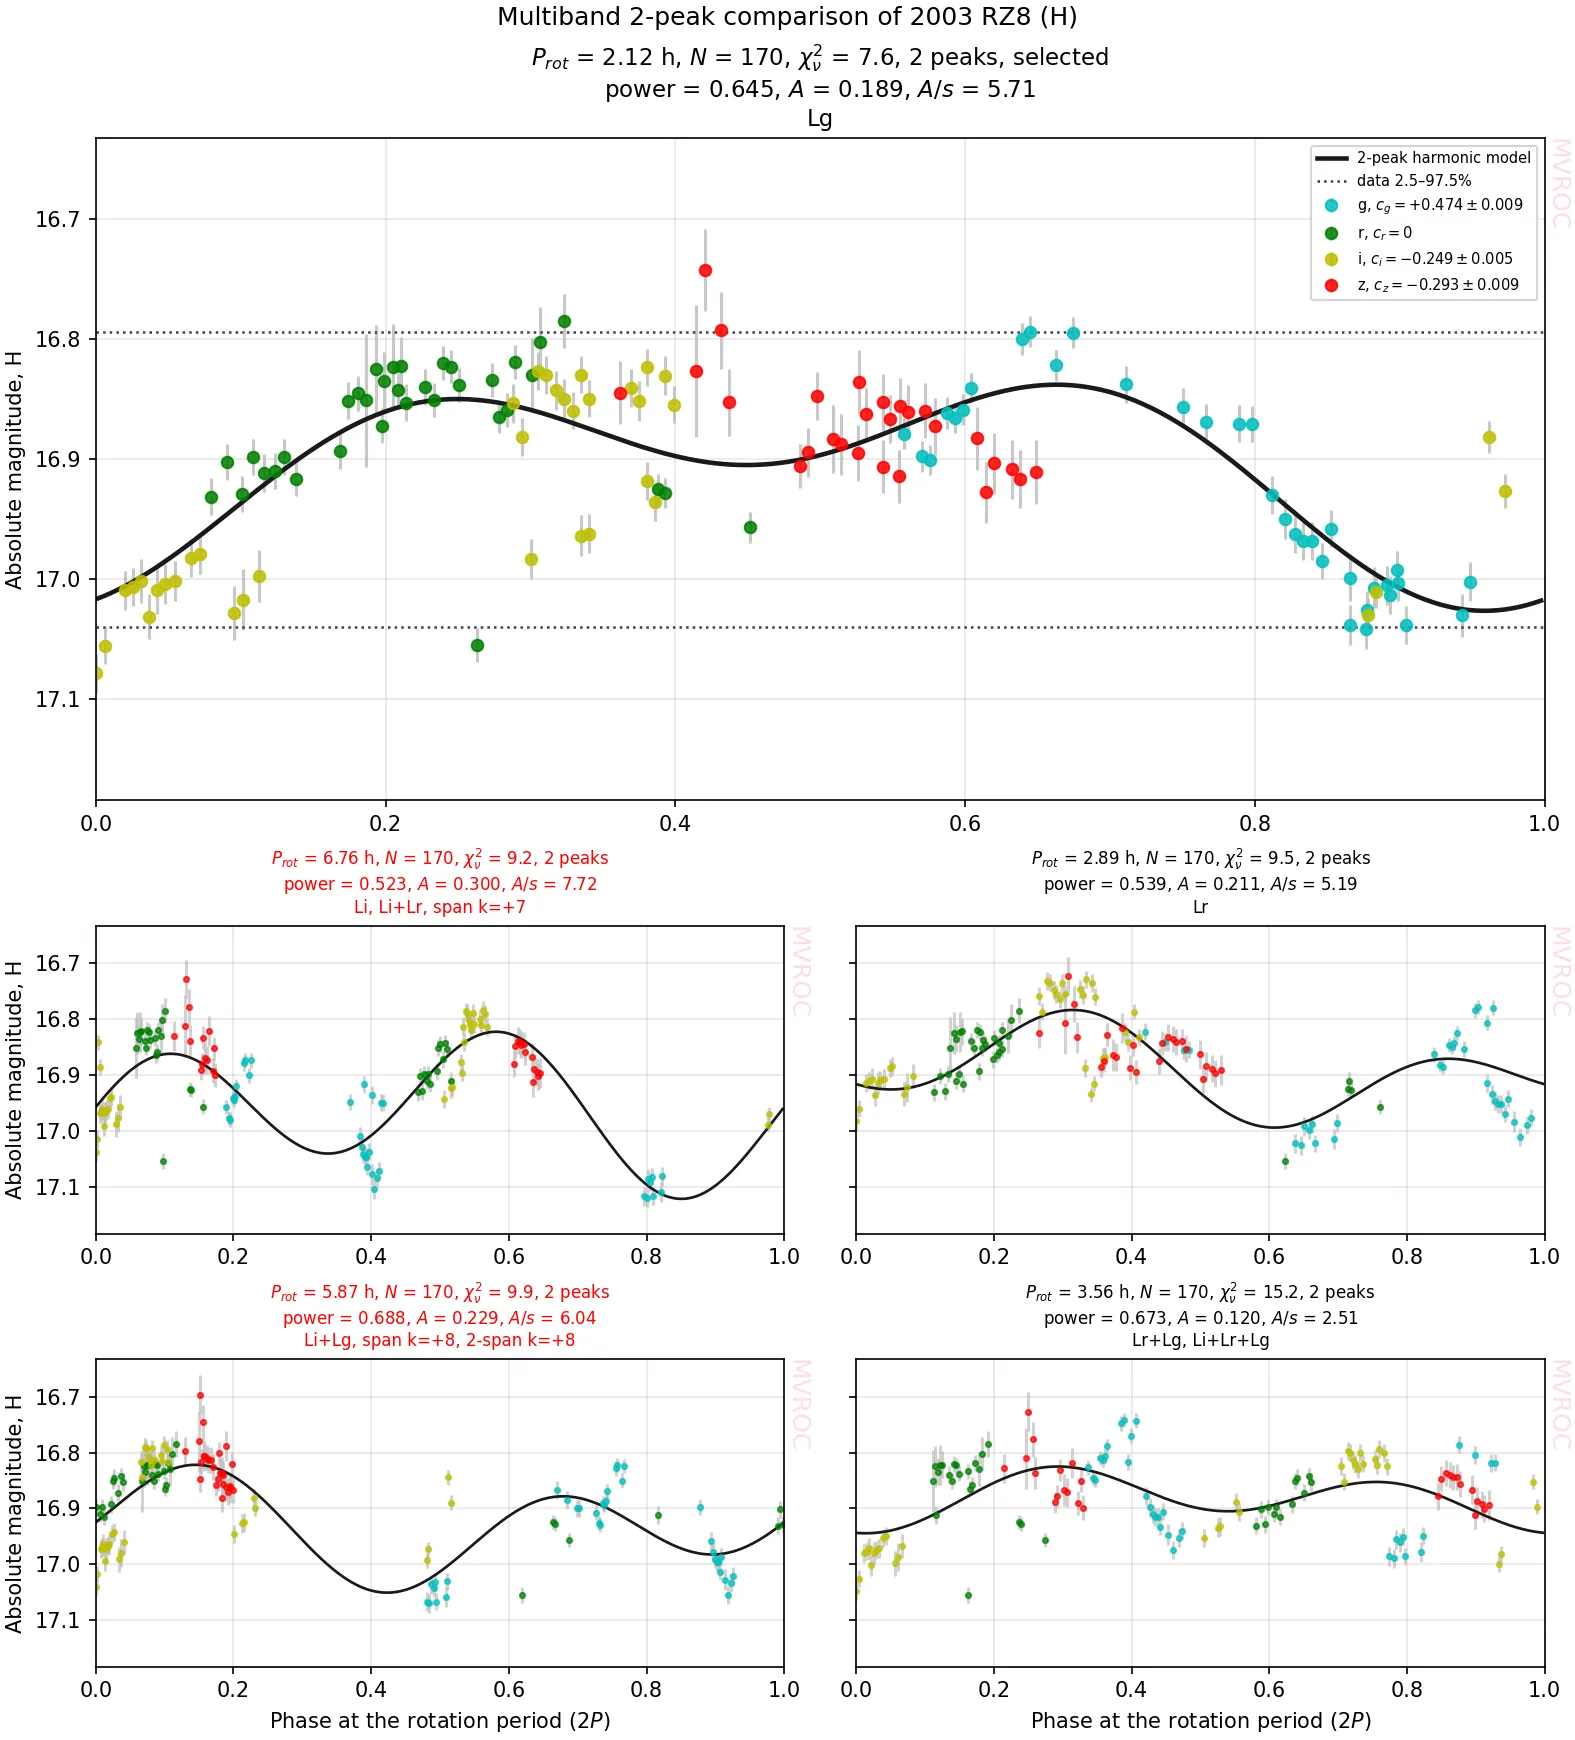 Multiband 2-peak comparison of 2003 RZ8 (H)
P_rot = 2.12 h, N = 170, χ²_ν = 7.6, 2 peaks, selected
power = 0.645, A = 0.189, A/s = 5.71
Lg
2-peak harmonic model
data 2.5–97.5%
g, c_g = +0.474 ± 0.009
r, c_r = 0
i, c_i = −0.249 ± 0.005
z, c_z = −0.293 ± 0.009
MVROC
Absolute magnitude, H
16.7
16.8
16.9
17.0
17.1
0.0 0.2 0.4 0.6 0.8 1.0
P_rot = 6.76 h, N = 170, χ²_ν = 9.2, 2 peaks
power = 0.523, A = 0.300, A/s = 7.72
Li, Li+Lr, span k=+7
MVROC
Absolute magnitude, H
16.7
16.8
16.9
17.0
17.1
0.0 0.2 0.4 0.6 0.8 1.0
P_rot = 2.89 h, N = 170, χ²_ν = 9.5, 2 peaks
power = 0.539, A = 0.211, A/s = 5.19
Lr
MVROC
0.0 0.2 0.4 0.6 0.8 1.0
P_rot = 5.87 h, N = 170, χ²_ν = 9.9, 2 peaks
power = 0.688, A = 0.229, A/s = 6.04
Li+Lg, span k=+8, 2-span k=+8
MVROC
Absolute magnitude, H
16.7
16.8
16.9
17.0
17.1
0.0 0.2 0.4 0.6 0.8 1.0
Phase at the rotation period (2P)
P_rot = 3.56 h, N = 170, χ²_ν = 15.2, 2 peaks
power = 0.673, A = 0.120, A/s = 2.51
Lr+Lg, Li+Lr+Lg
MVROC
0.0 0.2 0.4 0.6 0.8 1.0
Phase at the rotation period (2P)